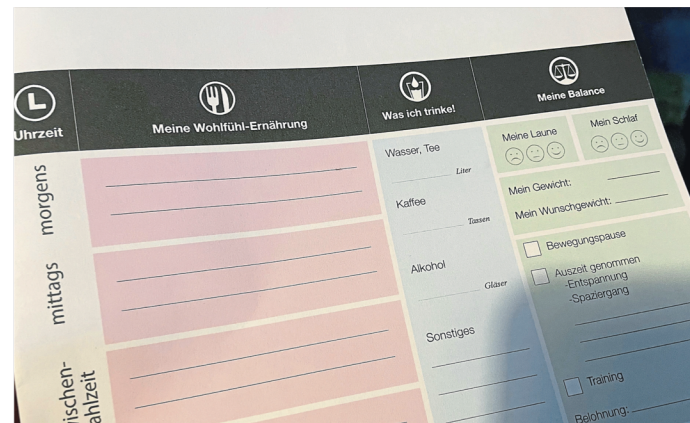 Uhrzeit
Meine Wohlfühl-Ernährung
Was ich trinke!
Meine Balance
morgens
mittags
Wasser, Tee
Liter
Kaffee
Tassen
Alkohol
Gläser
Sonstiges
Meine Laune
Mein Schlaf
Mein Gewicht:
Mein Wunschgewicht:
Bewegungspause
Auszeit genommen
-Entspannung
-Spaziergang
Training
Belohnung: